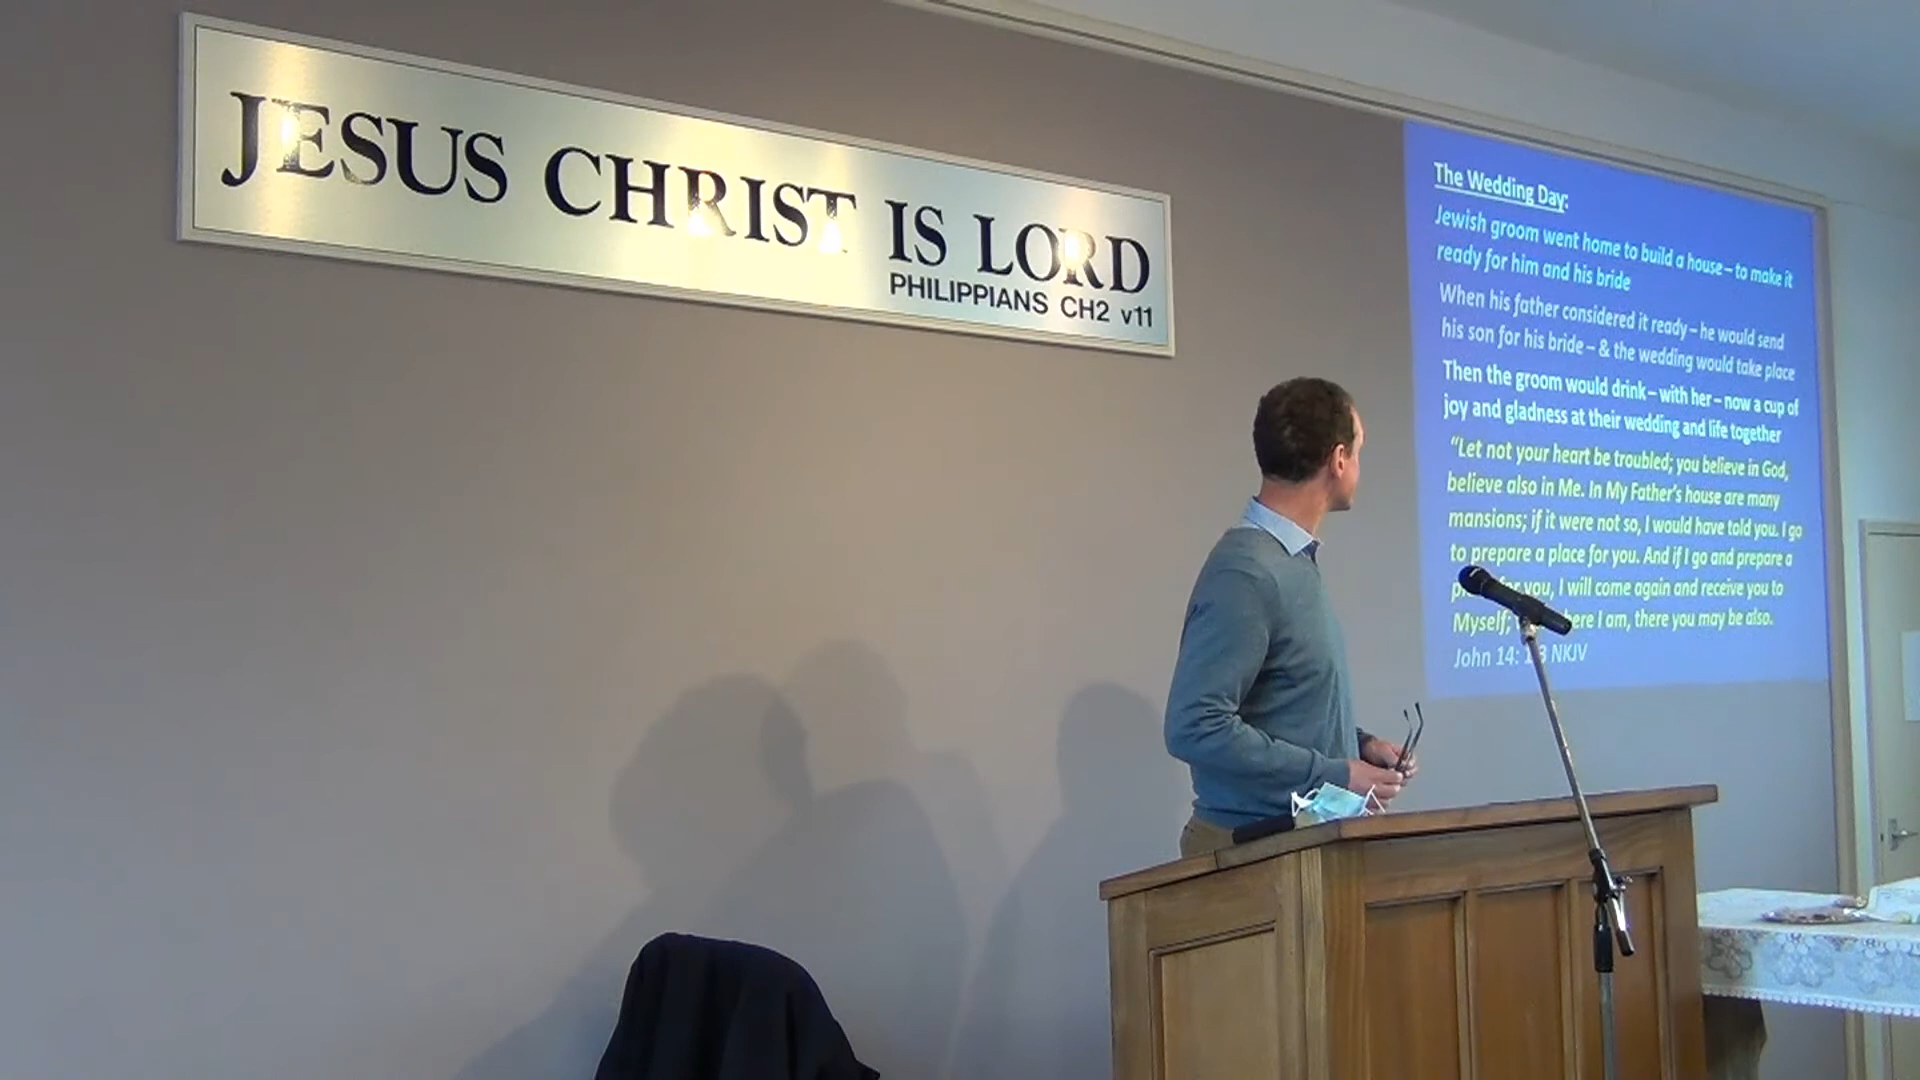 JESUS CHRIST IS LORD
PHILIPPIANS CH2 v11
The Wedding Day:
Jewish groom went home to build a house – to make it
ready for him and his bride
When his father considered it ready – he would send
his son for his bride – & the wedding would take place
Then the groom would drink – with her – now a cup of
joy and gladness at their wedding and life together
“Let not your heart be troubled; you believe in God,
believe also in Me. In My Father’s house are many
mansions; if it were not so, I would have told you. I go
to prepare a place for you. And if I go and prepare a
for you, I will come again and receive you to
Myself; I am, there you may be also.
John 14: NKJV